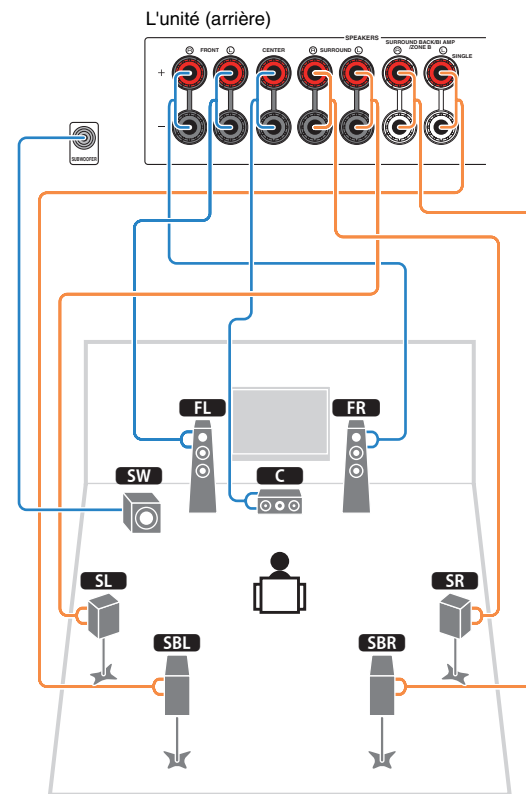 L'unité (arrière)
SPEAKERS
SURROUND BACK/BI AMP
/ZONE B
R FRONT L
CENTER
R SURROUND L
R
L
SINGLE
+
–
SUBWOOFER
FL
FR
SW
C
SL
SR
SBL
SBR